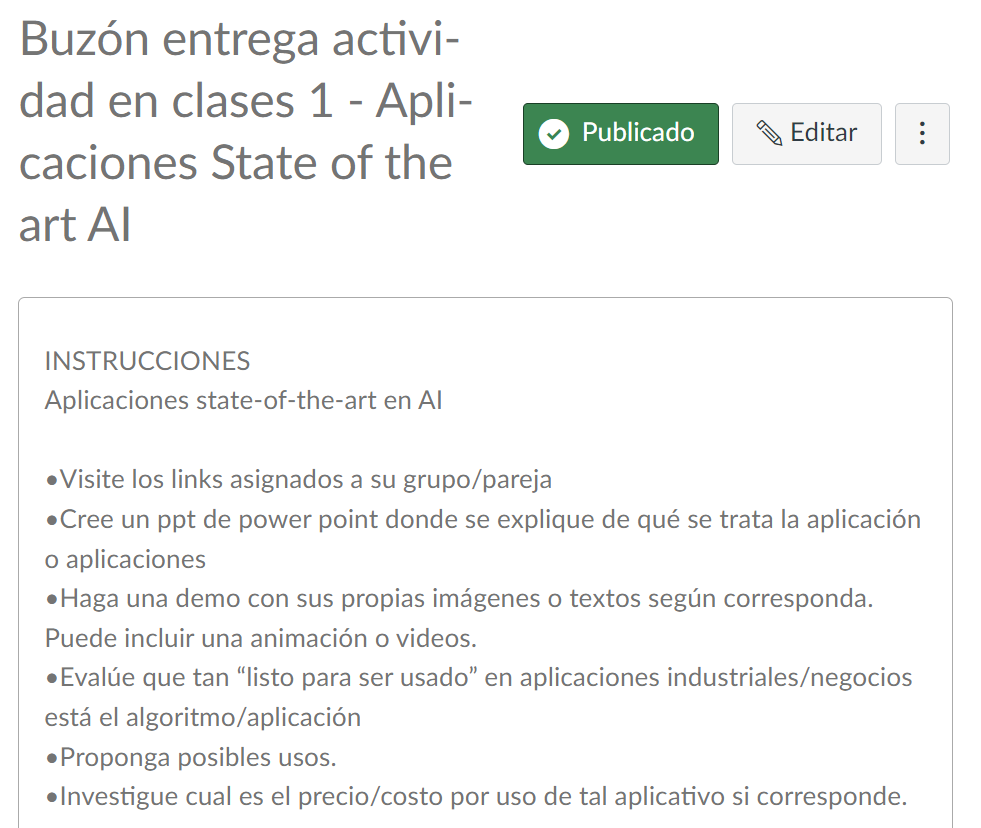 Buzón entrega activi-
dad en clases 1 - Apli-
caciones State of the
art AI
Publicado
Editar
INSTRUCCIONES
Aplicaciones state-of-the-art en AI
•Visite los links asignados a su grupo/pareja
•Cree un ppt de power point donde se explique de qué se trata la aplicación
o aplicaciones
•Haga una demo con sus propias imágenes o textos según corresponda.
Puede incluir una animación o videos.
•Evalúe que tan “listo para ser usado” en aplicaciones industriales/negocios
está el algoritmo/aplicación
•Proponga posibles usos.
•Investigue cual es el precio/costo por uso de tal aplicativo si corresponde.